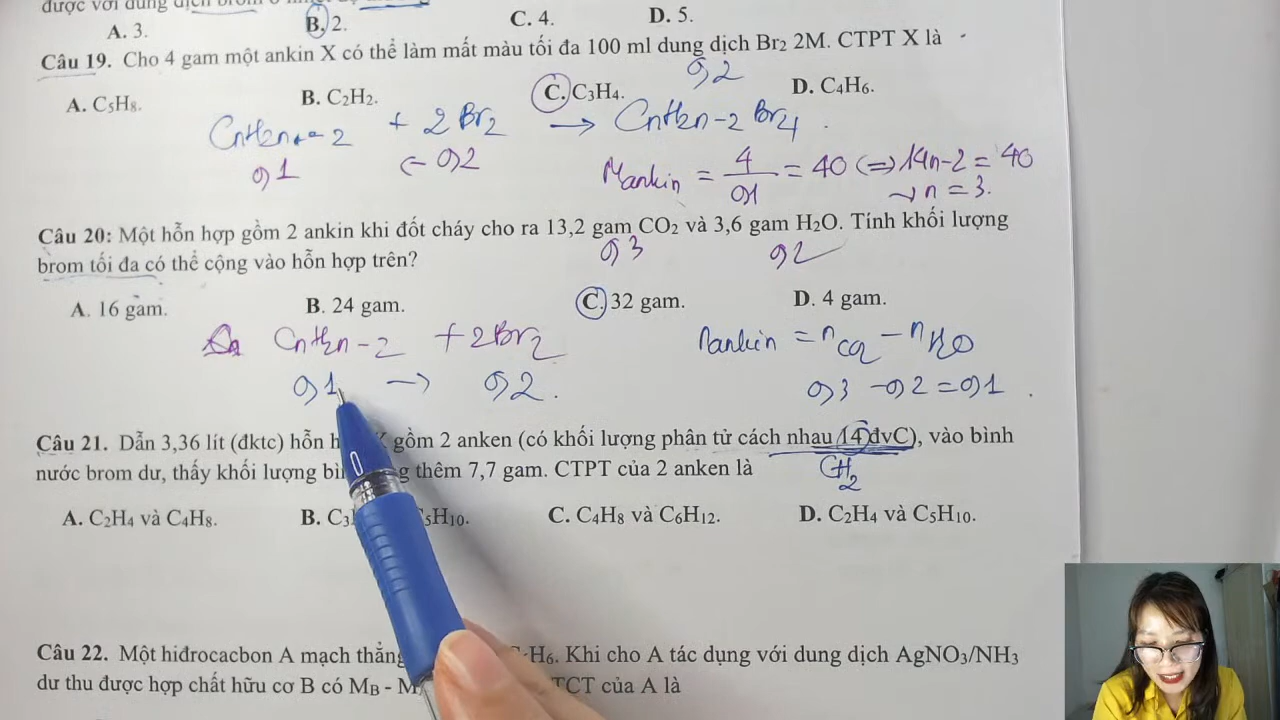 được với dung dịch brom ở
A. 3. B. 2. C. 4. D. 5.
Câu 19. Cho 4 gam một ankin X có thể làm mất màu tối đa 100 ml dung dịch Br2 2M. CTPT X là
0,2
A. C5H8. B. C2H2. C. C3H4. D. C4H6.
CnH2n-2 + 2Br2 → CnH2n-2 Br4.
0,1 ← 0,2
Mankin = 4/0,1 = 40 ⇔ 14n-2 = 40
→ n = 3.
Câu 20: Một hỗn hợp gồm 2 ankin khi đốt cháy cho ra 13,2 gam CO2 và 3,6 gam H2O. Tính khối lượng
0,3 0,2
brom tối đa có thể cộng vào hỗn hợp trên?
A. 16 gam. B. 24 gam. C. 32 gam. D. 4 gam.
CnH2n-2 + 2Br2 nankin = nCO2 - nH2O
0,1 → 0,2. 0,3 - 0,2 = 0,1.
Câu 21. Dẫn 3,36 lít (đktc) hỗn gồm 2 anken (có khối lượng phân tử cách nhau 14 đvC), vào bình
nước brom dư, thấy khối lượng thêm 7,7 gam. CTPT của 2 anken là
CH2
A. C2H4 và C4H8. B. C3 C5H10. C. C4H8 và C6H12. D. C2H4 và C5H10.
Câu 22. Một hiđrocacbon A mạch thẳng H6. Khi cho A tác dụng với dung dịch AgNO3/NH3
dư thu được hợp chất hữu cơ B có MB - TCT của A là